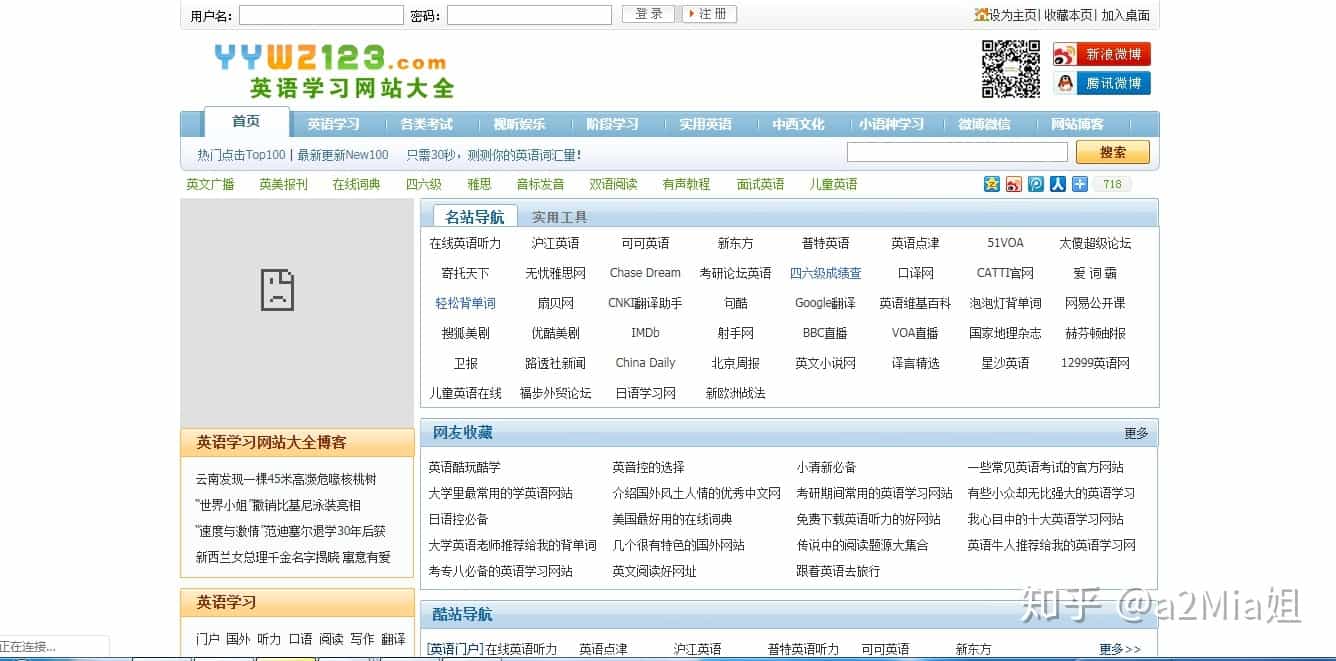 用户名： 密码： 登 录 注 册 设为主页| 收藏本页| 加入桌面
YYWZ123.com
英语学习网站大全
新浪微博
腾讯微博
首页 英语学习 各类考试 视听娱乐 阶段学习 实用英语 中西文化 小语种学习 微博微信 网站博客
热门点击Top100 | 最新更新New100 只需30秒，测测你的英语词汇量！ 搜索
英文广播 英美报刊 在线词典 四六级 雅思 音标发音 双语阅读 有声教程 面试英语 儿童英语 718
名站导航 实用工具
在线英语听力 沪江英语 可可英语 新东方 普特英语 英语点津 51VOA 太傻超级论坛
寄托天下 无忧雅思网 Chase Dream 考研论坛英语 四六级成绩查 口译网 CATTI官网 爱 词 霸
轻松背单词 扇贝网 CNKI翻译助手 句酷 Google翻译 英语维基百科 泡泡灯背单词 网易公开课
搜狐美剧 优酷美剧 IMDb 射手网 BBC直播 VOA直播 国家地理杂志 赫芬顿邮报
卫报 路透社新闻 China Daily 北京周报 英文小说网 译言精选 星沙英语 12999英语网
儿童英语在线 福步外贸论坛 日语学习网 新欧洲战法
英语学习网站大全博客
云南发现一棵45米高濒危喙核桃树
"世界小姐"撤销比基尼泳装亮相
"速度与激情"范迪塞尔退学30年后获
新西兰女总理千金名字揭晓 寓意有爱
网友收藏 更多
英语酷玩酷学 英音控的选择 小清新必备 一些常见英语考试的官方网站
大学里最常用的学英语网站 介绍国外风土人情的优秀中文网 考研期间常用的英语学习网站 有些小众却无比强大的英语学习
日语控必备 美国最好用的在线词典 免费下载英语听力的好网站 我心目中的十大英语学习网站
大学英语老师推荐给我的背单词 几个很有特色的国外网站 传说中的阅读题源大集合 英语牛人推荐给我的英语学习网
考专八必备的英语学习网站 英文阅读好网址 跟着英语去旅行
英语学习
门户 国外 听力 口语 阅读 写作 翻译
酷站导航
[英语门户]在线英语听力 英语点津 沪江英语 普特英语听力 可可英语 新东方 更多>>
正在连接...
知乎 @a2Mia姐